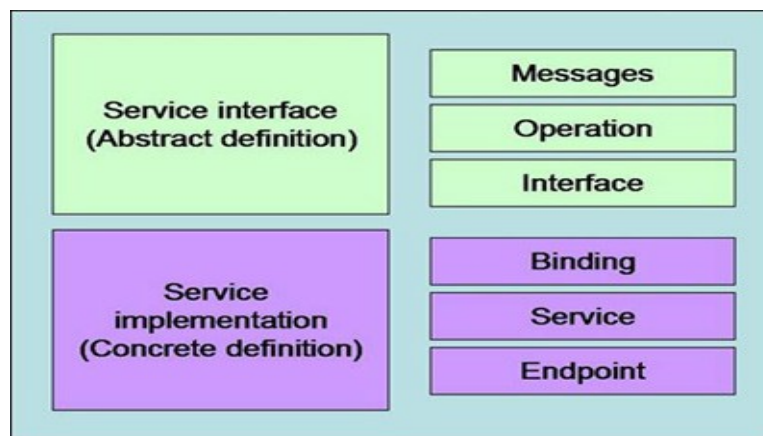 Service interface
(Abstract definition)
Messages
Operation
Interface
Service
implementation
(Concrete definition)
Binding
Service
Endpoint